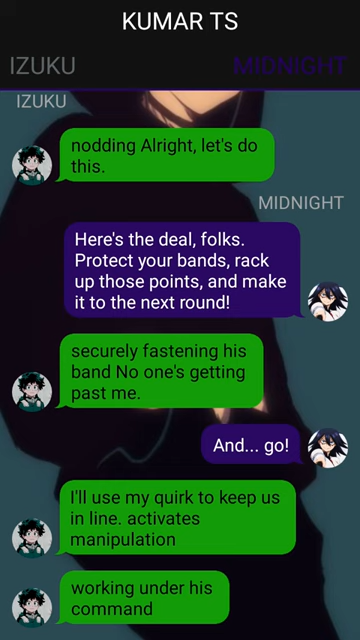 KUMAR TS
IZUKU MIDNIGHT
IZUKU
nodding Alright, let's do
this.
MIDNIGHT
Here's the deal, folks.
Protect your bands, rack
up those points, and make
it to the next round!
securely fastening his
band No one's getting
past me.
And... go!
I'll use my quirk to keep us
in line. activates
manipulation
working under his
command